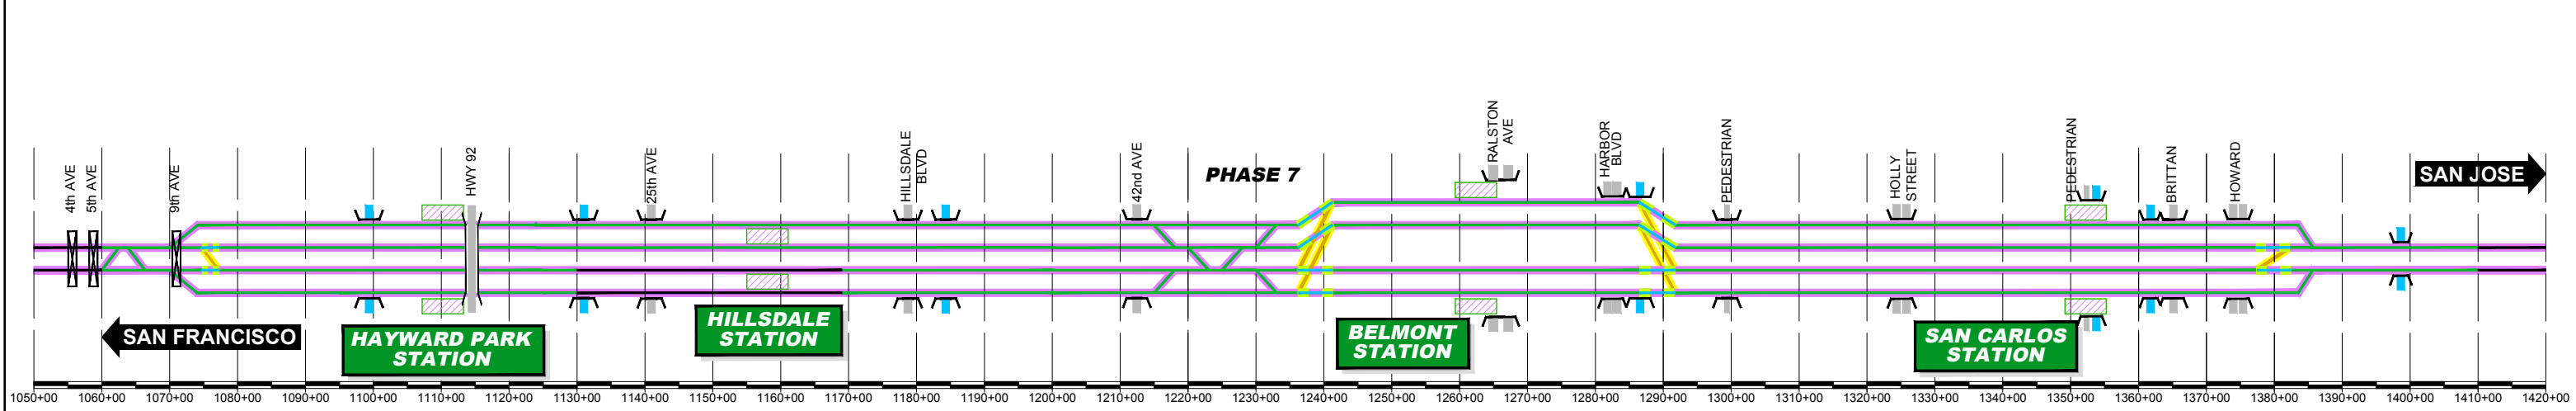 4th AVE
5th AVE
9th AVE
HWY 92
25th AVE
HILLSDALE
BLVD
42nd AVE
PHASE 7
RALSTON
AVE
HARBOR
BLVD
PEDESTRIAN
HOLLY
STREET
PEDESTRIAN
BRITTAN
HOWARD
SAN JOSE
SAN FRANCISCO
HAYWARD PARK
STATION
HILLSDALE
STATION
BELMONT
STATION
SAN CARLOS
STATION
1050+00 1060+00 1070+00 1080+00 1090+00 1100+00 1110+00 1120+00 1130+00 1140+00 1150+00 1160+00 1170+00 1180+00 1190+00 1200+00 1210+00 1220+00 1230+00 1240+00 1250+00 1260+00 1270+00 1280+00 1290+00 1300+00 1310+00 1320+00 1330+00 1340+00 1350+00 1360+00 1370+00 1380+00 1390+00 1400+00 1410+00 1420+00